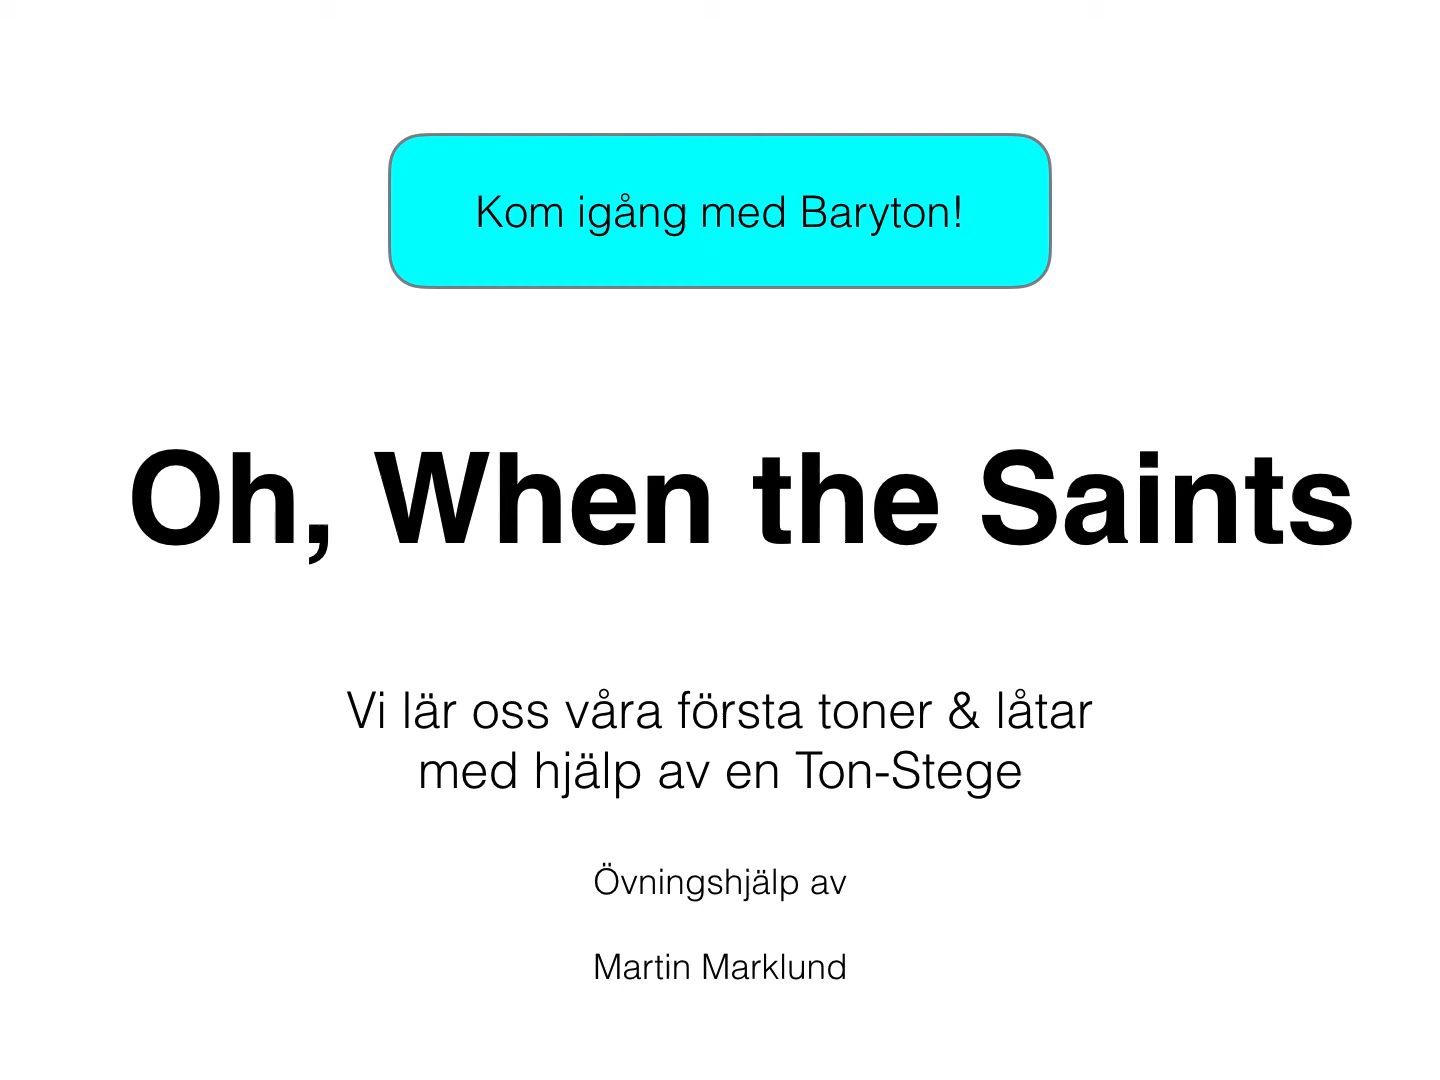 Kom igång med Baryton!
Oh, When the Saints
Vi lär oss våra första toner & låtar
med hjälp av en Ton-Stege
Övningshjälp av
Martin Marklund